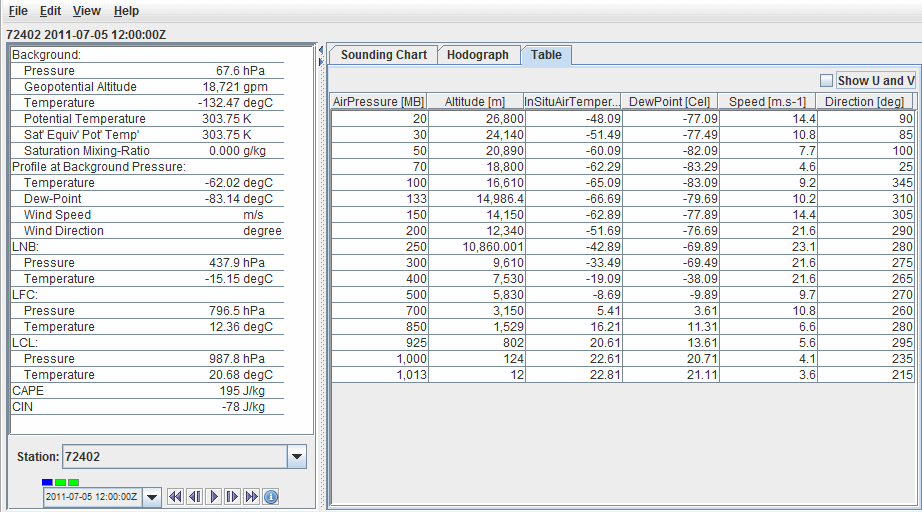 File Edit View Help
72402 2011-07-05 12:00:00Z
Background:
Pressure 67.6 hPa
Geopotential Altitude 18,721 gpm
Temperature -132.47 degC
Potential Temperature 303.75 K
Sat' Equiv' Pot' Temp' 303.75 K
Saturation Mixing-Ratio 0.000 g/kg
Profile at Background Pressure:
Temperature -62.02 degC
Dew-Point -83.14 degC
Wind Speed m/s
Wind Direction degree
LNB:
Pressure 437.9 hPa
Temperature -15.15 degC
LFC:
Pressure 796.5 hPa
Temperature 12.36 degC
LCL:
Pressure 987.8 hPa
Temperature 20.68 degC
CAPE 195 J/kg
CIN -78 J/kg
Station: 72402
2011-07-05 12:00:00Z
Sounding Chart Hodograph Table
Show U and V
AirPressure [MB] Altitude [m] InSituAirTemper... DewPoint [Cel] Speed [m.s-1] Direction [deg]
20 26,800 -48.09 -77.09 14.4 90
30 24,140 -51.49 -77.49 10.8 85
50 20,890 -60.09 -82.09 7.7 100
70 18,800 -62.29 -83.29 4.6 25
100 16,610 -65.09 -83.09 9.2 345
133 14,986.4 -66.69 -79.69 10.2 310
150 14,150 -62.89 -77.89 14.4 305
200 12,340 -51.69 -76.69 21.6 290
250 10,860.001 -42.89 -69.89 23.1 280
300 9,610 -33.49 -69.49 21.6 275
400 7,530 -19.09 -38.09 21.6 265
500 5,830 -8.69 -9.89 9.7 270
700 3,150 5.41 3.61 10.8 260
850 1,529 16.21 11.31 6.6 280
925 802 20.61 13.61 5.6 295
1,000 124 22.61 20.71 4.1 235
1,013 12 22.81 21.11 3.6 215